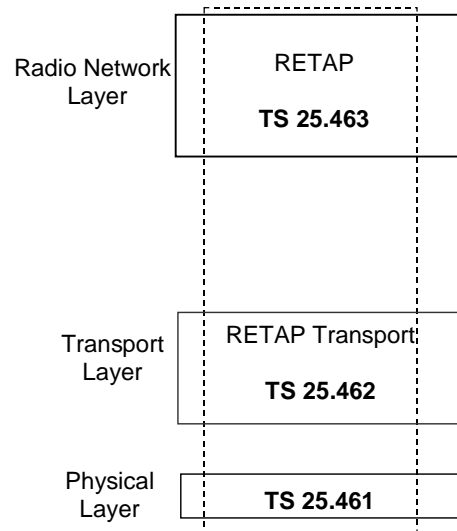 Radio Network
Layer
RETAP
TS 25.463
Transport
Layer
RETAP Transport
TS 25.462
Physical
Layer
TS 25.461